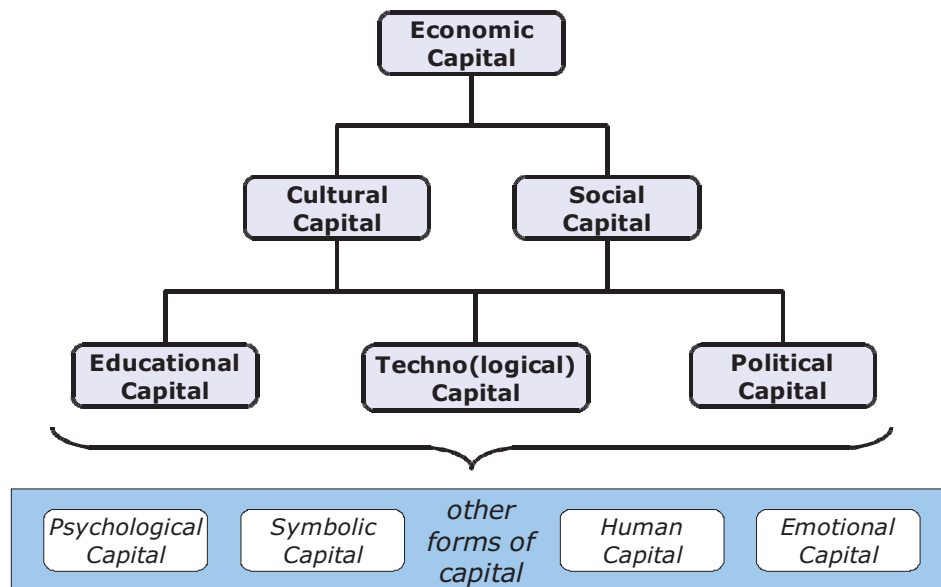 Economic
Capital
Cultural
Capital
Social
Capital
Educational
Capital
Techno(logical)
Capital
Political
Capital
Psychological
Capital
Symbolic
Capital
other
forms of
capital
Human
Capital
Emotional
Capital